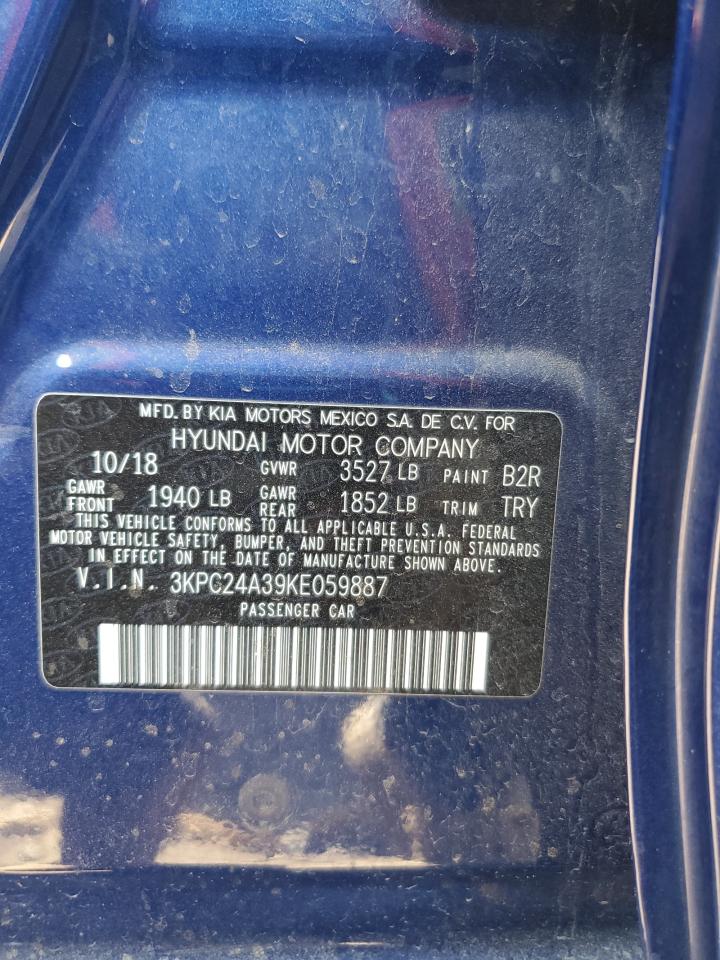 MFD. BY KIA MOTORS MEXICO S.A. DE C.V. FOR
HYUNDAI MOTOR COMPANY
10/18 GVWR 3527 LB PAINT B2R
GAWR FRONT 1940 LB GAWR REAR 1852 LB TRIM TRY
THIS VEHICLE CONFORMS TO ALL APPLICABLE U.S.A. FEDERAL
MOTOR VEHICLE SAFETY, BUMPER, AND THEFT PREVENTION STANDARDS
IN EFFECT ON THE DATE OF MANUFACTURE SHOWN ABOVE.
V.I.N. 3KPC24A39KE059887
PASSENGER CAR